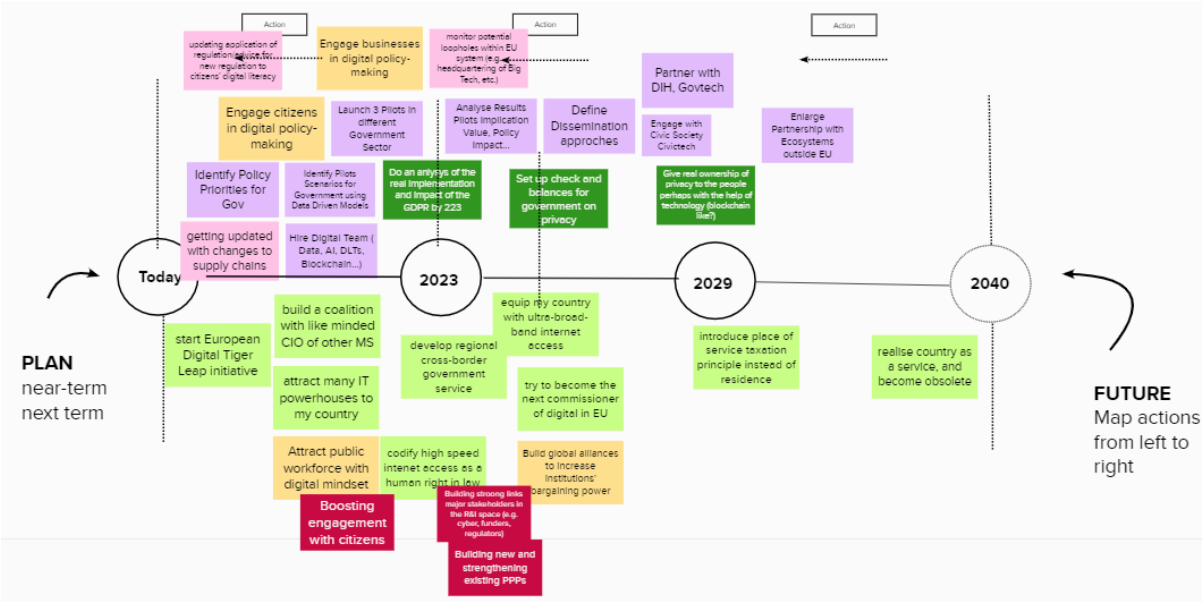 Action
Action
Action
updating application of
regulation/advice for
new regulation to
citizens' digital literacy
Engage businesses
in digital policy-
making
monitor potential
loopholes within EU
system (e.g.
headquartering of Big
Tech, etc.)
Partner with
DIH, Govtech
Engage citizens
in digital policy-
making
Launch 3 Pilots in
different
Government
Sector
Analyse Results
Pilots Implication
Value, Policy
Impact...
Define
Dissemination
approches
Engage with
Civic Society
Civictech
Enlarge
Partnership with
Ecosystems
outside EU
Identify Policy
Priorities for
Gov
Identify Pilots
Scenarios for
Government using
Data Driven Models
Do an anlysys of the
real implementation
and impact of the
GDPR by 223
Set up check and
balances for
government on
privacy
Give real ownership of
privacy to the people
perhaps with the help of
technology (blockchain
like?)
getting updated
with changes to
supply chains
Hire Digital Team (
Data, AI, DLTs,
Blockchain...)
Today
2023
2029
2040
PLAN
near-term
next term
start European
Digital Tiger
Leap initiative
build a coalition
with like minded
CIO of other MS
develop regional
cross-border
government
service
equip my country
with ultra-broad-
band internet
access
introduce place of
service taxation
principle instead of
residence
realise country as
a service, and
become obsolete
FUTURE
Map actions
from left to
right
attract many IT
powerhouses to
my country
try to become the
next commissioner
of digital in EU
Attract public
workforce with
digital mindset
codify high speed
intenet access as a
human right in law
Build global alliances
to increase
institutions'
bargaining power
Boosting
engagement
with citizens
Building strong links
major stakeholders in
the R&I space (e.g.
cyber, funders,
regulators)
Building new and
strengthening
existing PPPs